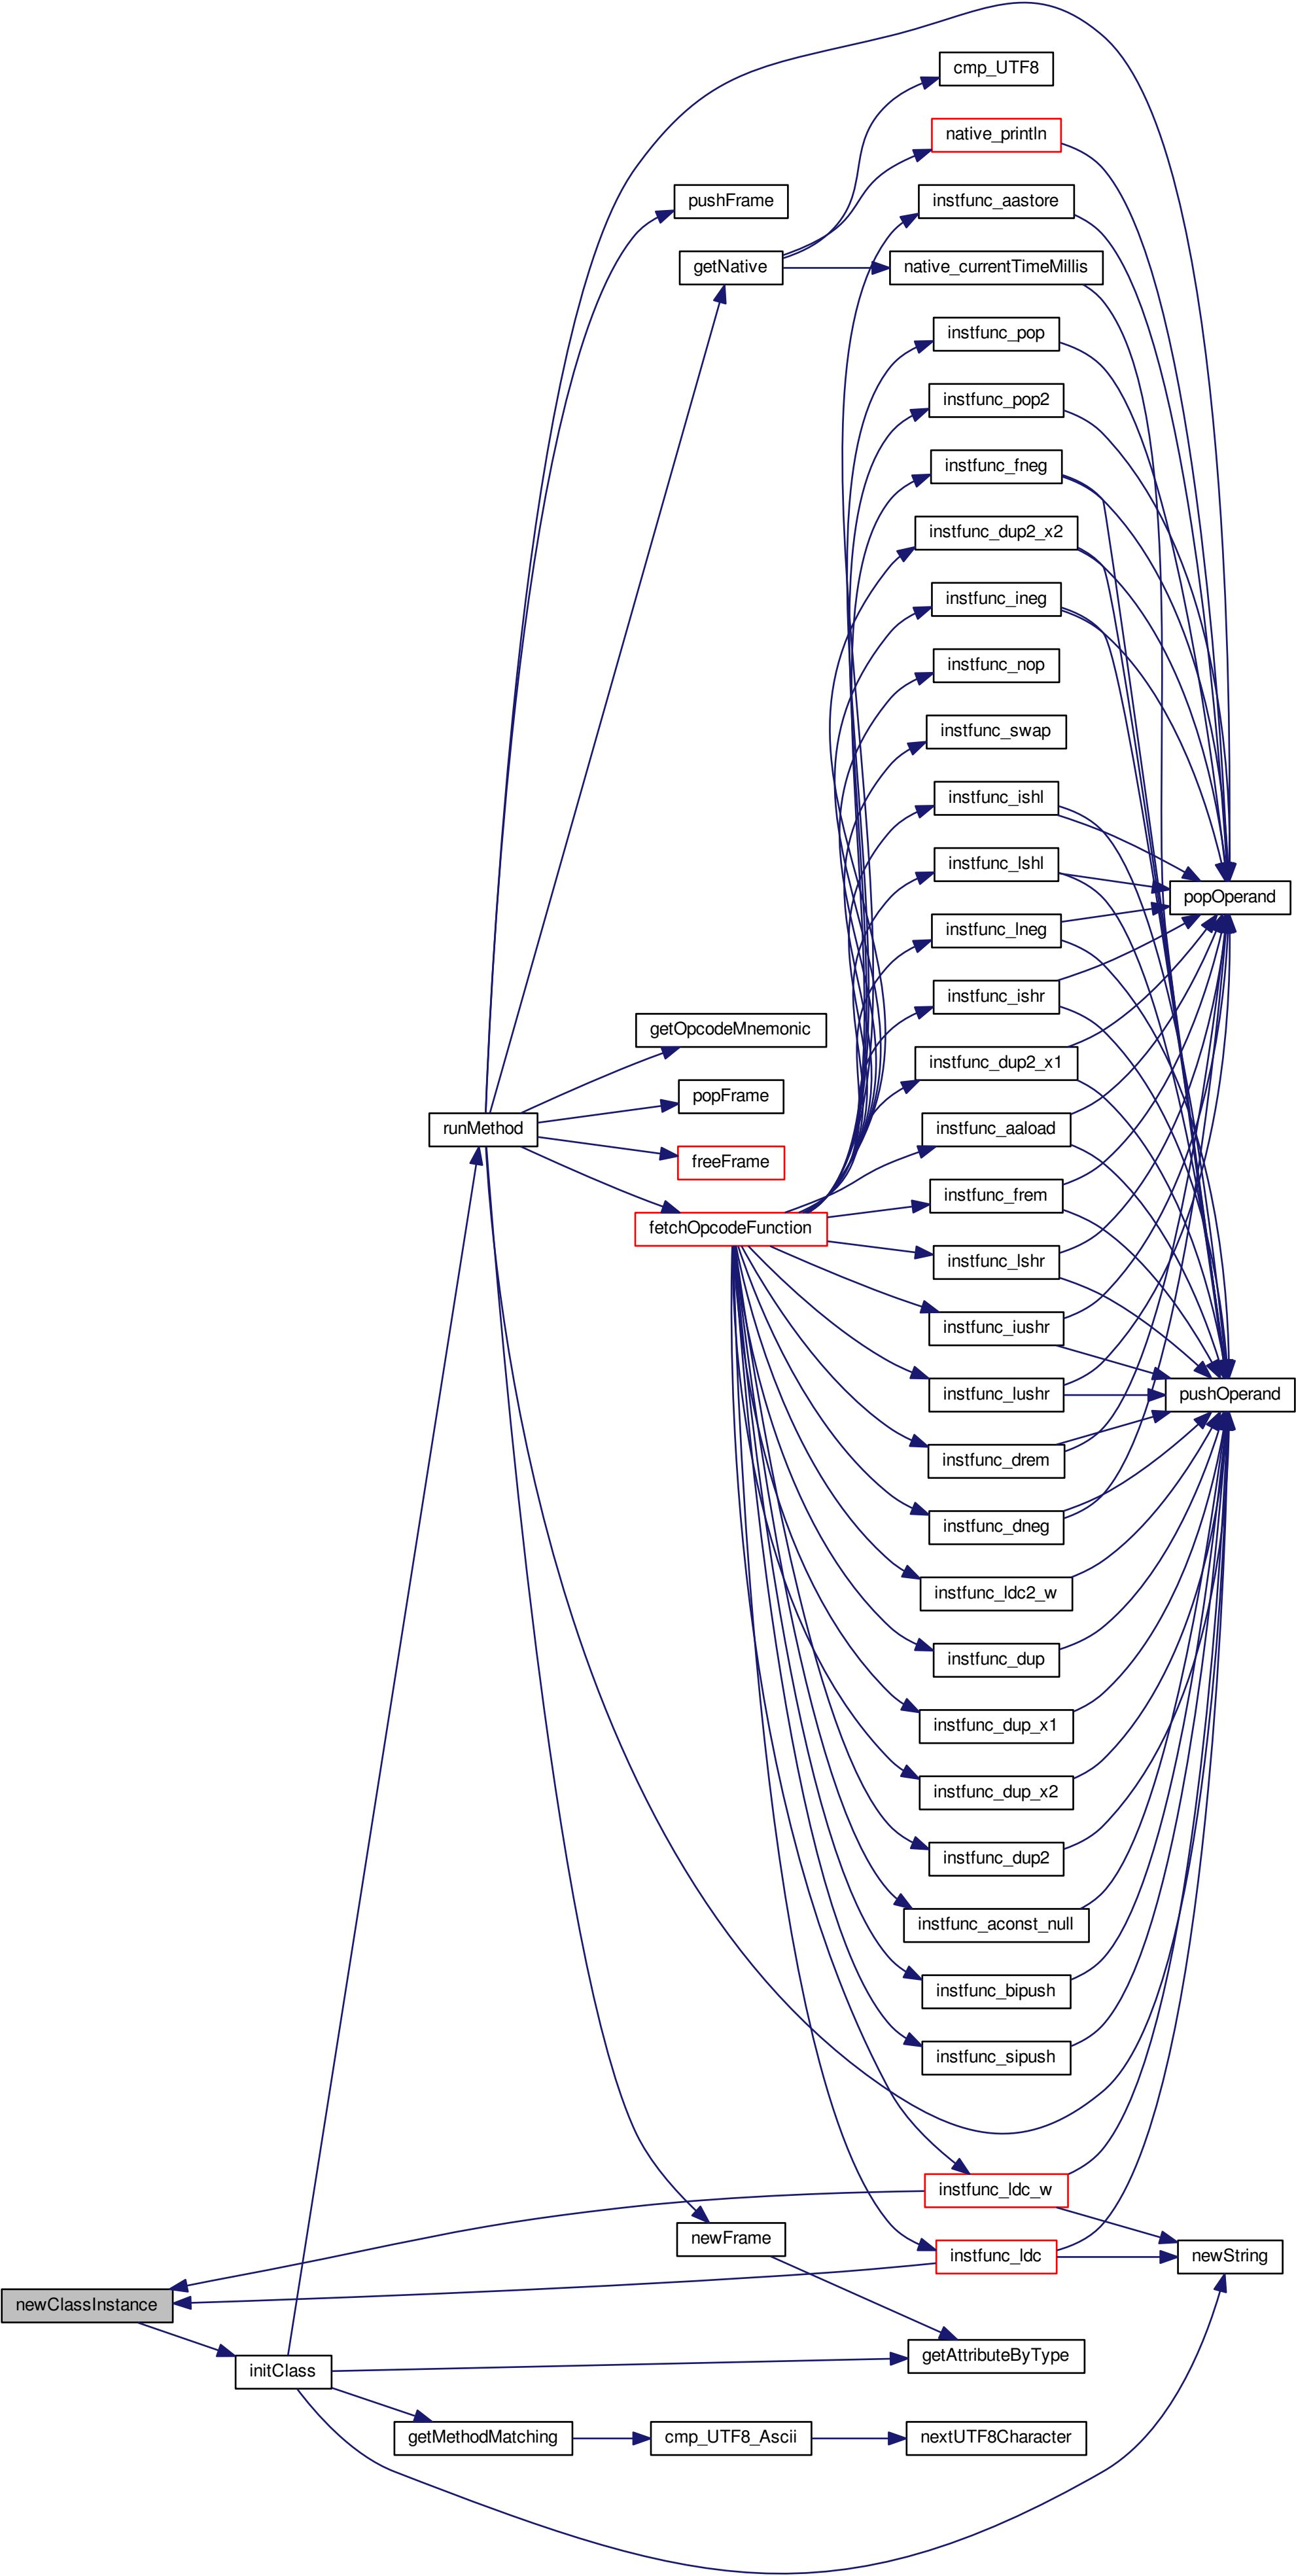 cmp_UTF8
native_println
pushFrame
instfunc_aastore
getNative
native_currentTimeMillis
instfunc_pop
instfunc_pop2
instfunc_fneg
instfunc_dup2_x2
instfunc_ineg
instfunc_nop
instfunc_swap
instfunc_ishl
instfunc_lshl
popOperand
instfunc_lneg
instfunc_ishr
getOpcodeMnemonic
instfunc_dup2_x1
popFrame
runMethod
instfunc_aaload
freeFrame
instfunc_frem
fetchOpcodeFunction
instfunc_lshr
instfunc_iushr
instfunc_lushr
pushOperand
instfunc_drem
instfunc_dneg
instfunc_ldc2_w
instfunc_dup
instfunc_dup_x1
instfunc_dup_x2
instfunc_dup2
instfunc_aconst_null
instfunc_bipush
instfunc_sipush
instfunc_ldc_w
newFrame
instfunc_ldc
newString
newClassInstance
getAttributeByType
initClass
getMethodMatching
cmp_UTF8_Ascii
nextUTF8Character